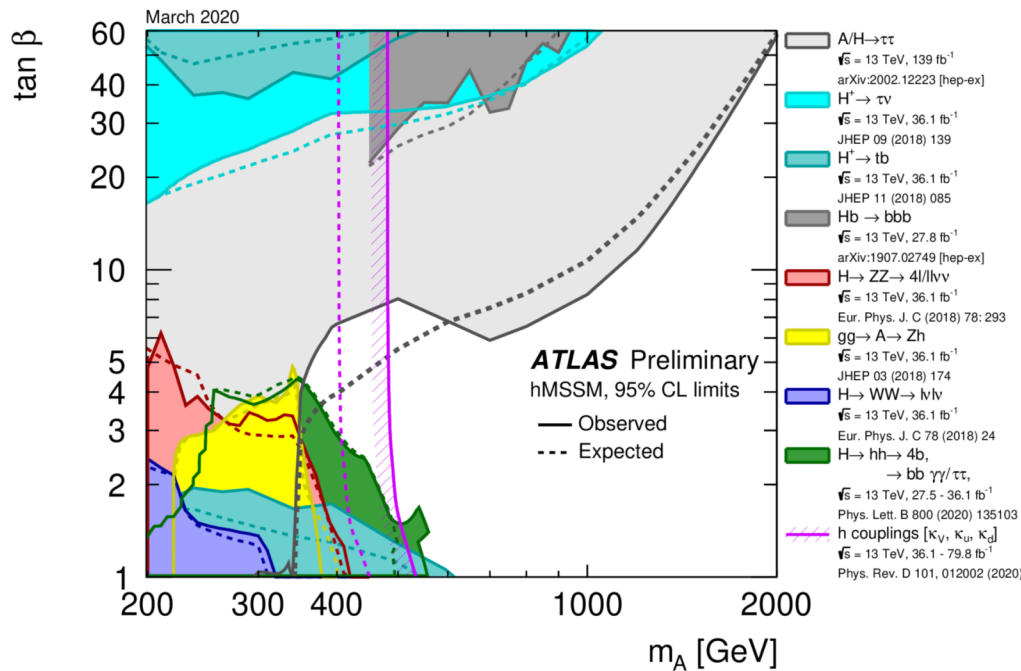 March 2020
tan β
60
50
40
30
20
10
5
4
3
2
1
200
300
400
1000
2000
m_A [GeV]
ATLAS Preliminary
hMSSM, 95% CL limits
Observed
Expected
A/H→ττ
√s = 13 TeV, 139 fb⁻¹
arXiv:2002.12223 [hep-ex]
H⁺→ τν
√s = 13 TeV, 36.1 fb⁻¹
JHEP 09 (2018) 139
H⁺→ tb
√s = 13 TeV, 36.1 fb⁻¹
JHEP 11 (2018) 085
Hb → bbb
√s = 13 TeV, 27.8 fb⁻¹
arXiv:1907.02749 [hep-ex]
H→ ZZ→ 4l/llνν
√s = 13 TeV, 36.1 fb⁻¹
Eur. Phys. J. C (2018) 78: 293
gg→ A→ Zh
√s = 13 TeV, 36.1 fb⁻¹
JHEP 03 (2018) 174
H→ WW→ lνlν
√s = 13 TeV, 36.1 fb⁻¹
Eur. Phys. J. C 78 (2018) 24
H→ hh→ 4b,
→ bb γγ/ττ,
√s = 13 TeV, 27.5 - 36.1 fb⁻¹
Phys. Lett. B 800 (2020) 135103
h couplings [κ_V, κ_u, κ_d]
√s = 13 TeV, 36.1 - 79.8 fb⁻¹
Phys. Rev. D 101, 012002 (2020)